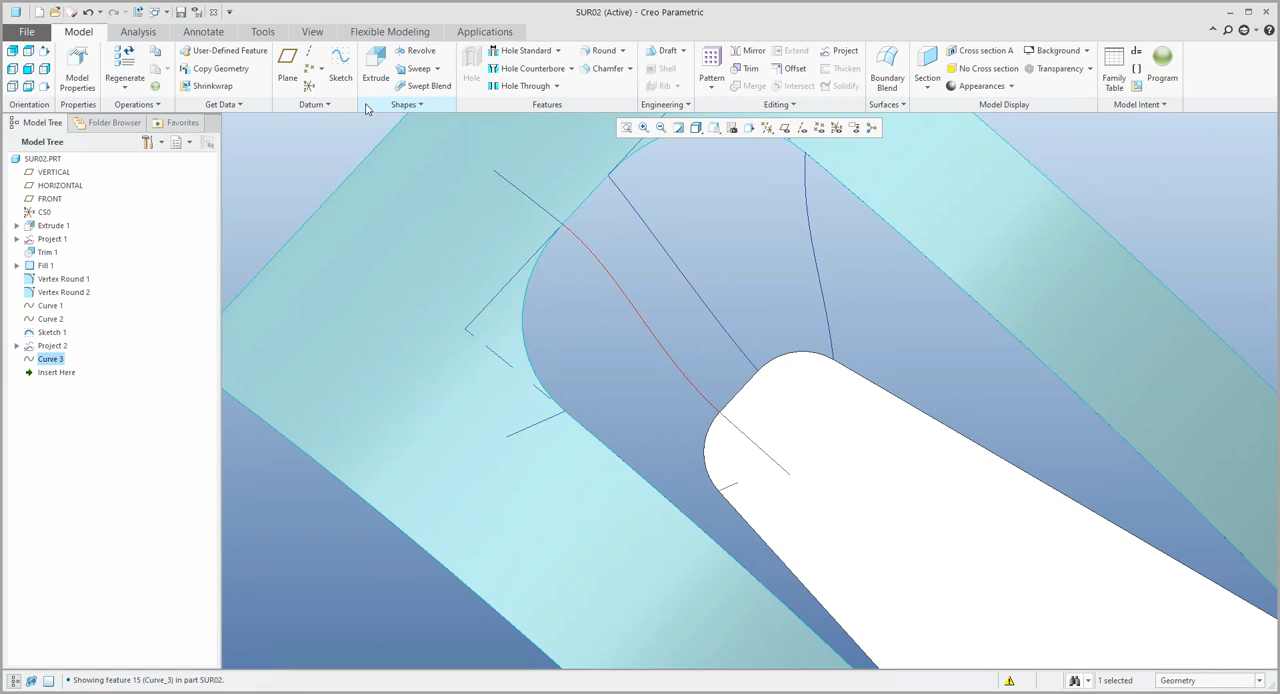 SUR02 (Active) - Creo Parametric
File Model Analysis Annotate Tools View Flexible Modeling Applications
User-Defined Feature Revolve Hole Standard Round Draft Mirror Extend Project Cross section A Background
Copy Geometry Sweep Hole Counterbore Chamfer Shell Trim Offset Thicken No Cross section Transparency
Shrinkwrap Swept Blend Hole Through Rib Merge Intersect Solidify Appearances
Model Properties Regenerate Plane Sketch Extrude Hole Pattern Boundary Blend Section Family Table Program
Orientation Properties Operations Get Data Datum Shapes Features Engineering Editing Surfaces Model Display Model Intent
Model Tree Folder Browser Favorites
Model Tree
SUR02.PRT
VERTICAL
HORIZONTAL
FRONT
CS0
Extrude 1
Project 1
Trim 1
Fill 1
Vertex Round 1
Vertex Round 2
Curve 1
Curve 2
Sketch 1
Project 2
Curve 3
Insert Here
• Showing feature 15 (Curve_3) in part SUR02.
1 selected
Geometry